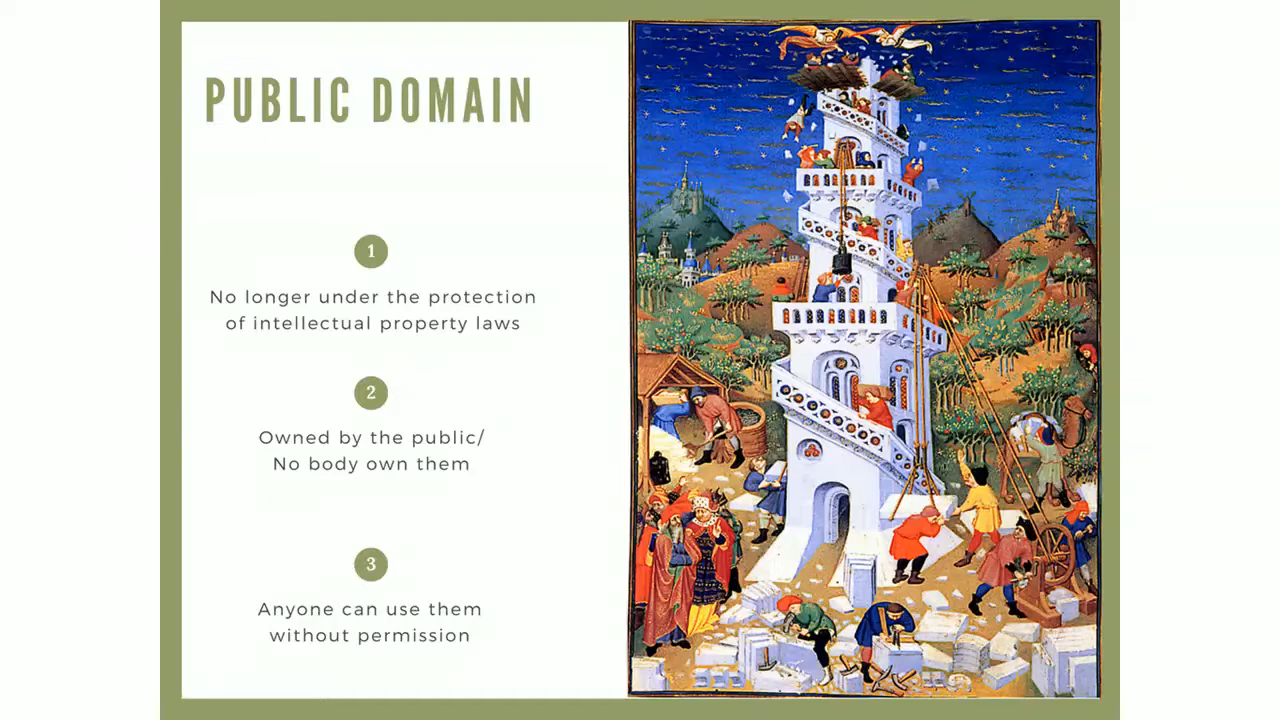 PUBLIC DOMAIN
1
No longer under the protection
of intellectual property laws
2
Owned by the public/
No body own them
3
Anyone can use them
without permission